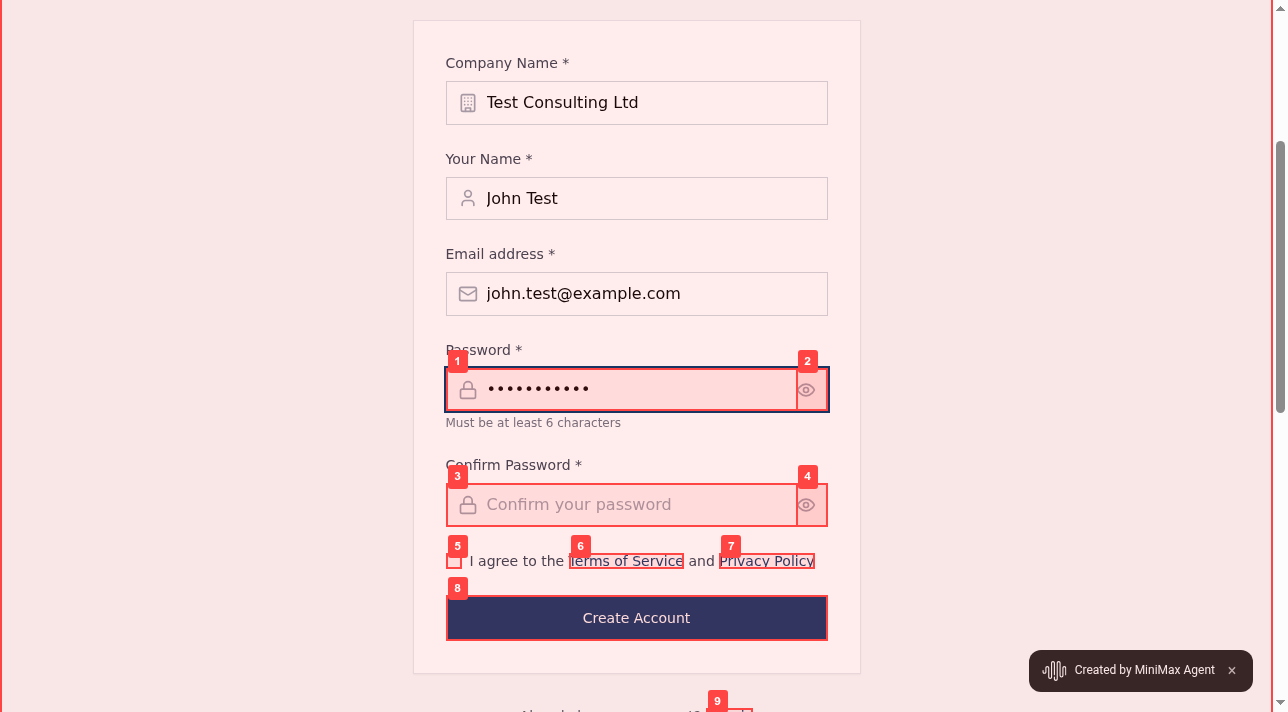 Company Name *
Test Consulting Ltd
Your Name *
John Test
Email address *
john.test@example.com
Password *
1
2
•••••••••••
Must be at least 6 characters
Confirm Password *
3
4
Confirm your password
5
6
7
I agree to the Terms of Service and Privacy Policy
8
Create Account
Created by MiniMax Agent ×
9